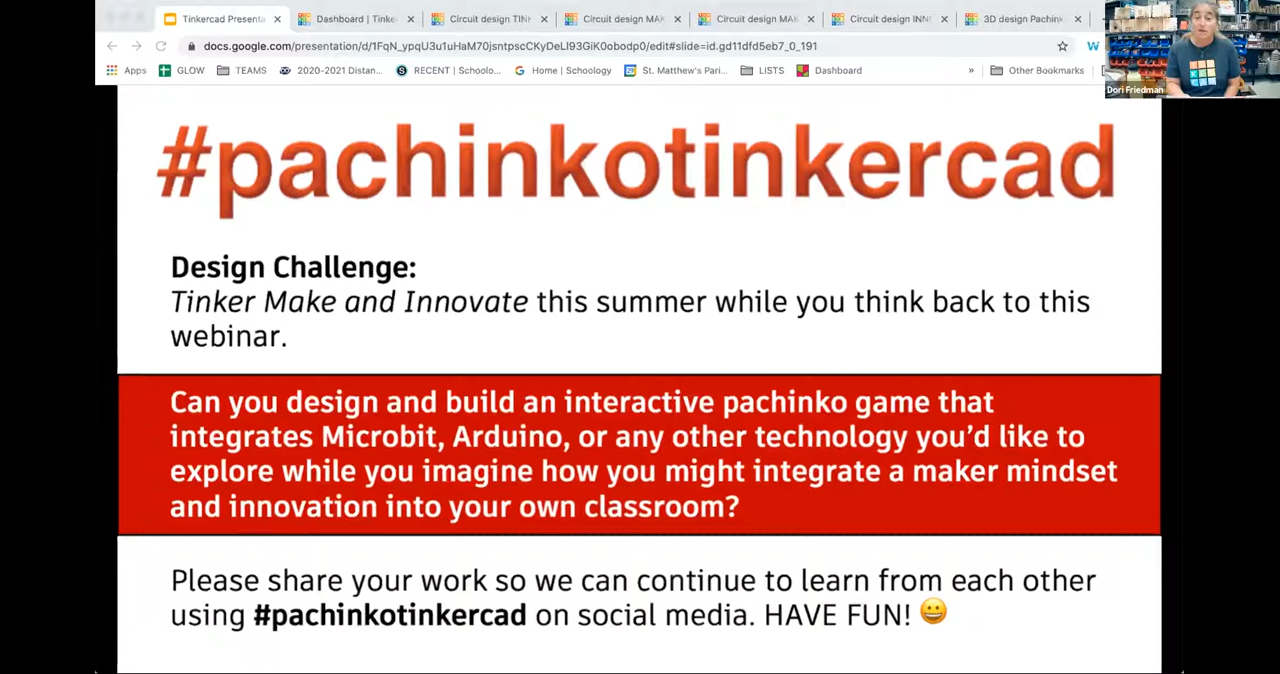 Tinkercad Presenta
Dashboard | Tinke
Circuit design TIN
Circuit design MAK
Circuit design MAK
Circuit design INN
3D design Pachin
docs.google.com/presentation/d/1FqN_ypqU3u1uHaM70jsntpscCKyDeLI93GiK0obodp0/edit#slide=id.gd11dfd5eb7_0_191
W
Apps
GLOW
TEAMS
2020-2021 Distan...
RECENT | Schoolo...
Home | Schoology
St. Matthew's Pari...
LISTS
Dashboard
»
Other Bookmarks
Dori Friedman
#pachinkotinkercad
Design Challenge:
Tinker Make and Innovate this summer while you think back to this
webinar.
Can you design and build an interactive pachinko game that
integrates Microbit, Arduino, or any other technology you'd like to
explore while you imagine how you might integrate a maker mindset
and innovation into your own classroom?
Please share your work so we can continue to learn from each other
using #pachinkotinkercad on social media. HAVE FUN! 😀